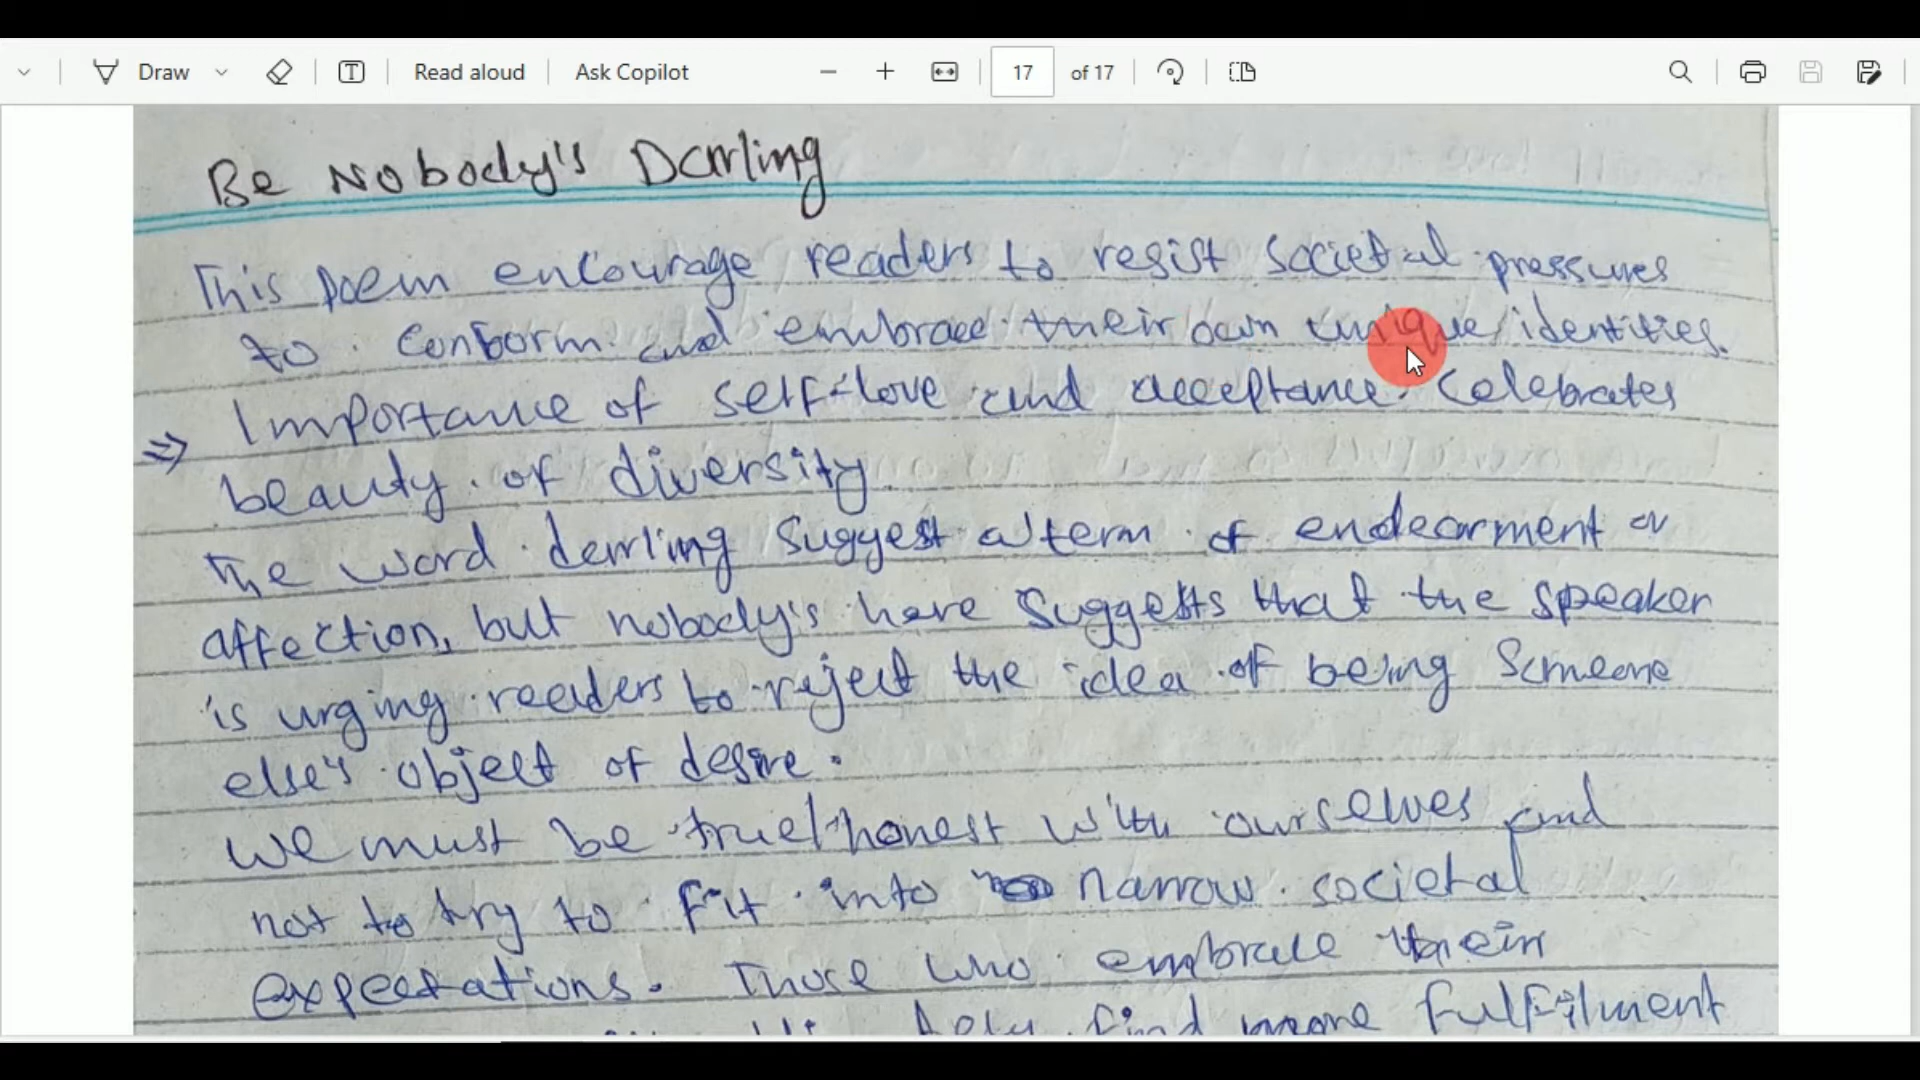 Draw
Read aloud
Ask Copilot
17
of 17
Be Nobody's Darling
This poem encourage readers to resist societal pressures
to conform and embrace their own unique identities.
⇒ Importance of self-love and acceptance. Celebrates
beauty of diversity.
The word darling suggest a term of endearment or
affection, but nobody's here suggests that the speaker
is urging readers to reject the idea of being someone
else's object of desire.
We must be true/honest with ourselves and
not to try to fit into narrow societal
expectations. Those who embrace their
find more fulfilment